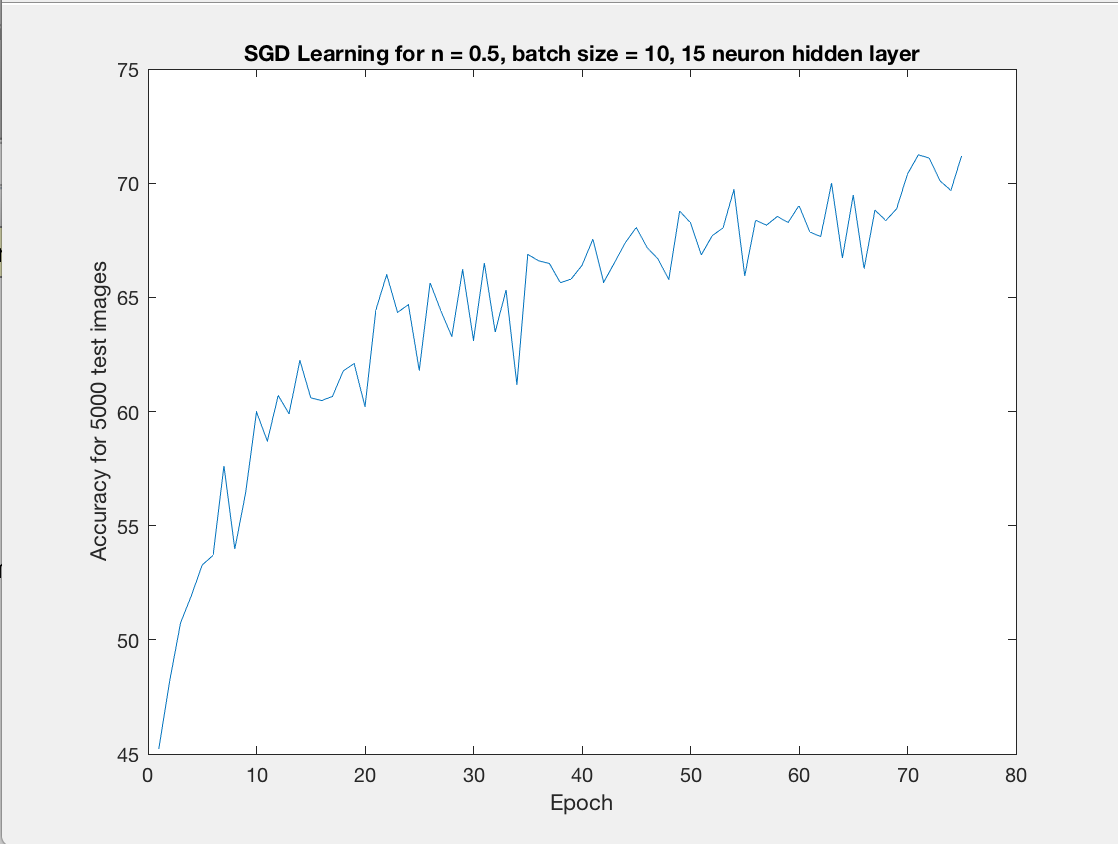 SGD Learning for n = 0.5, batch size = 10, 15 neuron hidden layer
75
70
65
60
55
50
45
Accuracy for 5000 test images
0 10 20 30 40 50 60 70 80
Epoch